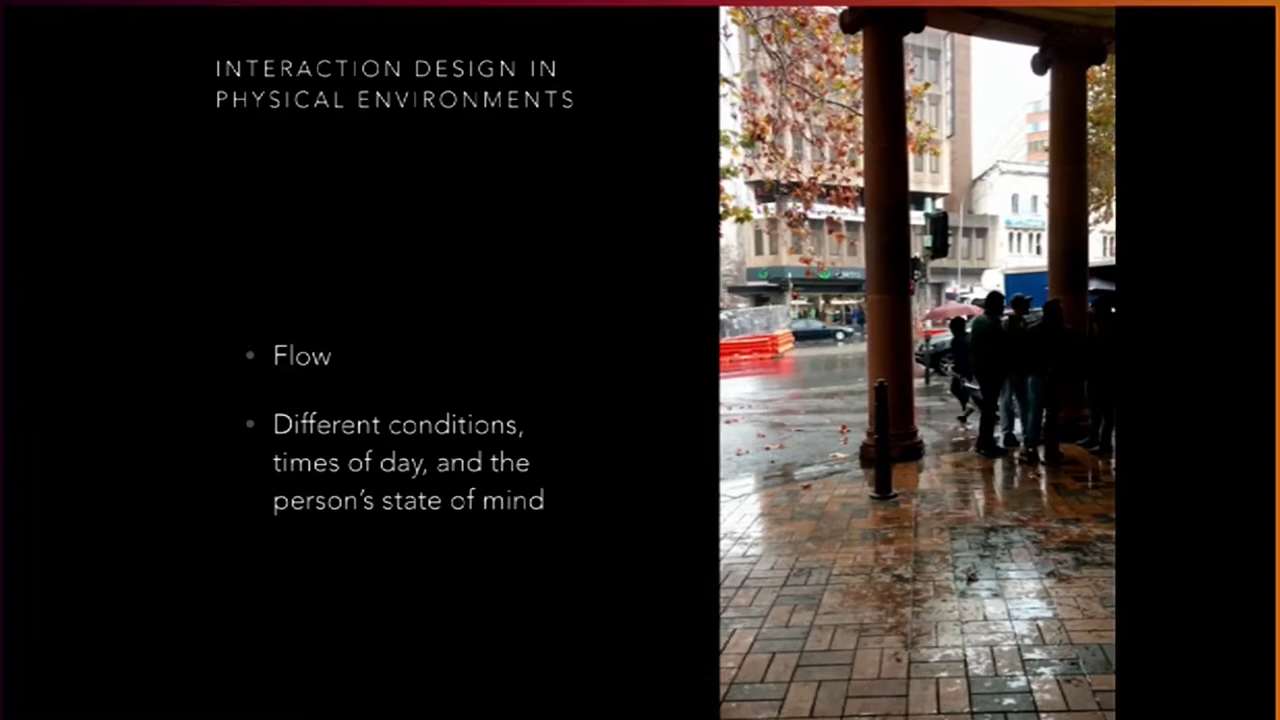 INTERACTION DESIGN IN
PHYSICAL ENVIRONMENTS
• Flow
• Different conditions,
times of day, and the
person's state of mind